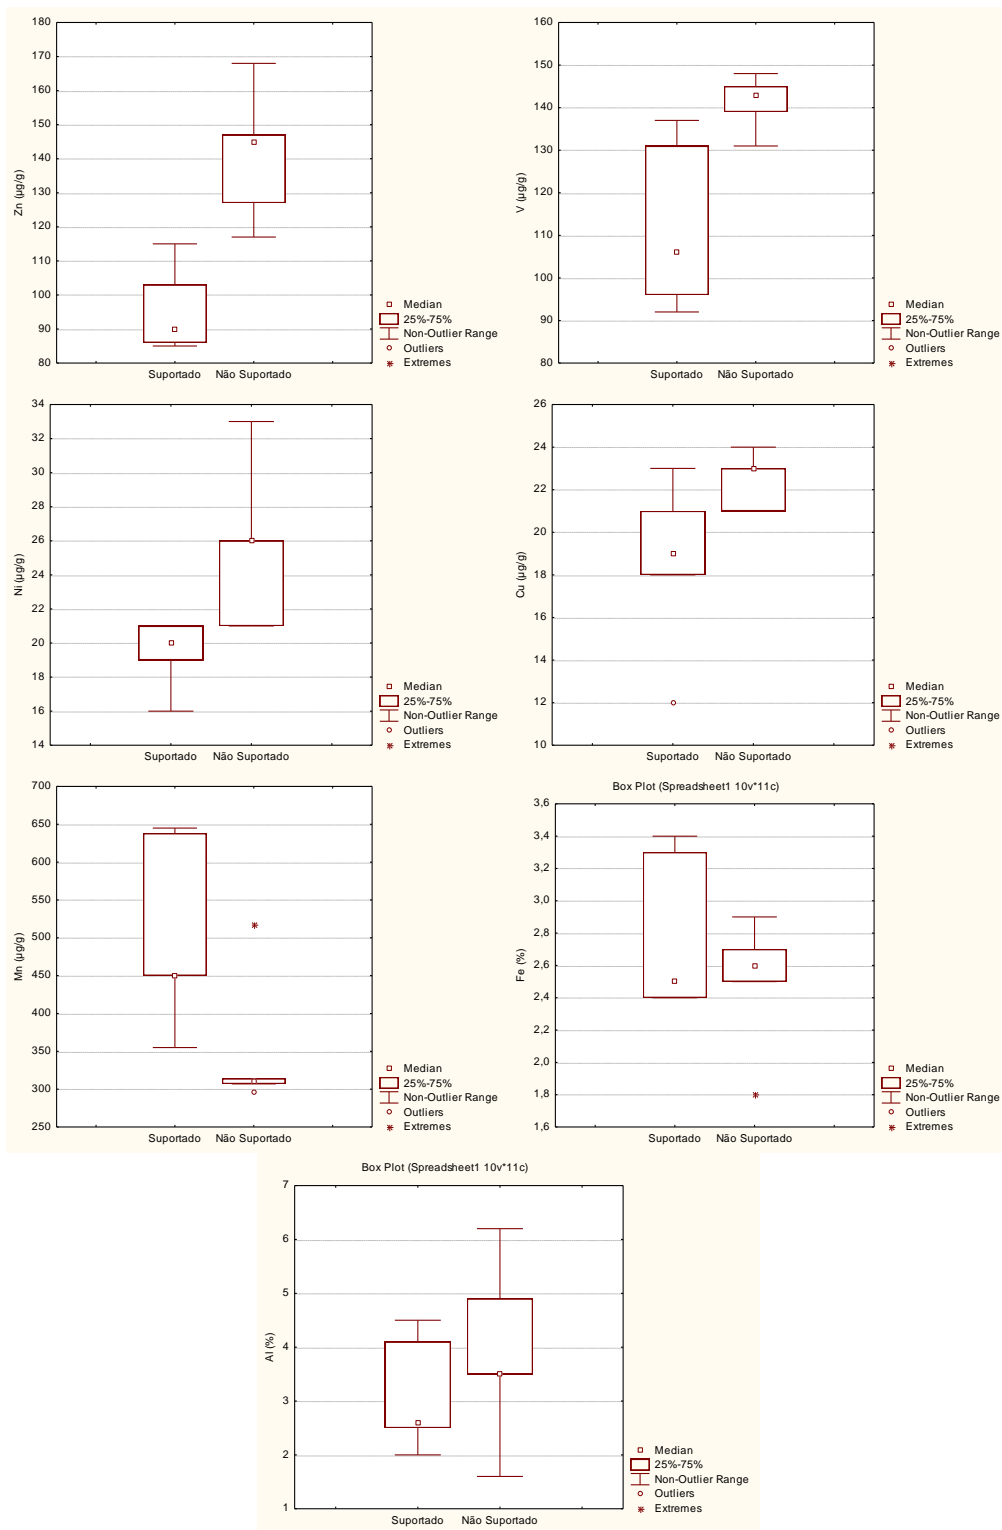 180
170
160
150
140
130
120
110
100
90
80
Zn (µg/g)
Suportado Não Suportado
Median
25%-75%
Non-Outlier Range
Outliers
Extremes
160
150
140
130
120
110
100
90
80
V (µg/g)
Suportado Não Suportado
Median
25%-75%
Non-Outlier Range
Outliers
Extremes
34
32
30
28
26
24
22
20
18
16
14
Ni (µg/g)
Suportado Não Suportado
Median
25%-75%
Non-Outlier Range
Outliers
Extremes
26
24
22
20
18
16
14
12
10
Cu (µg/g)
Suportado Não Suportado
Median
25%-75%
Non-Outlier Range
Outliers
Extremes
700
650
600
550
500
450
400
350
300
250
Mn (µg/g)
Suportado Não Suportado
Median
25%-75%
Non-Outlier Range
Outliers
Extremes
Box Plot (Spreadsheet1 10v*11c)
3,6
3,4
3,2
3,0
2,8
2,6
2,4
2,2
2,0
1,8
1,6
Fe (%)
Suportado Não Suportado
Median
25%-75%
Non-Outlier Range
Outliers
Extremes
Box Plot (Spreadsheet1 10v*11c)
7
6
5
4
3
2
1
Al (%)
Suportado Não Suportado
Median
25%-75%
Non-Outlier Range
Outliers
Extremes